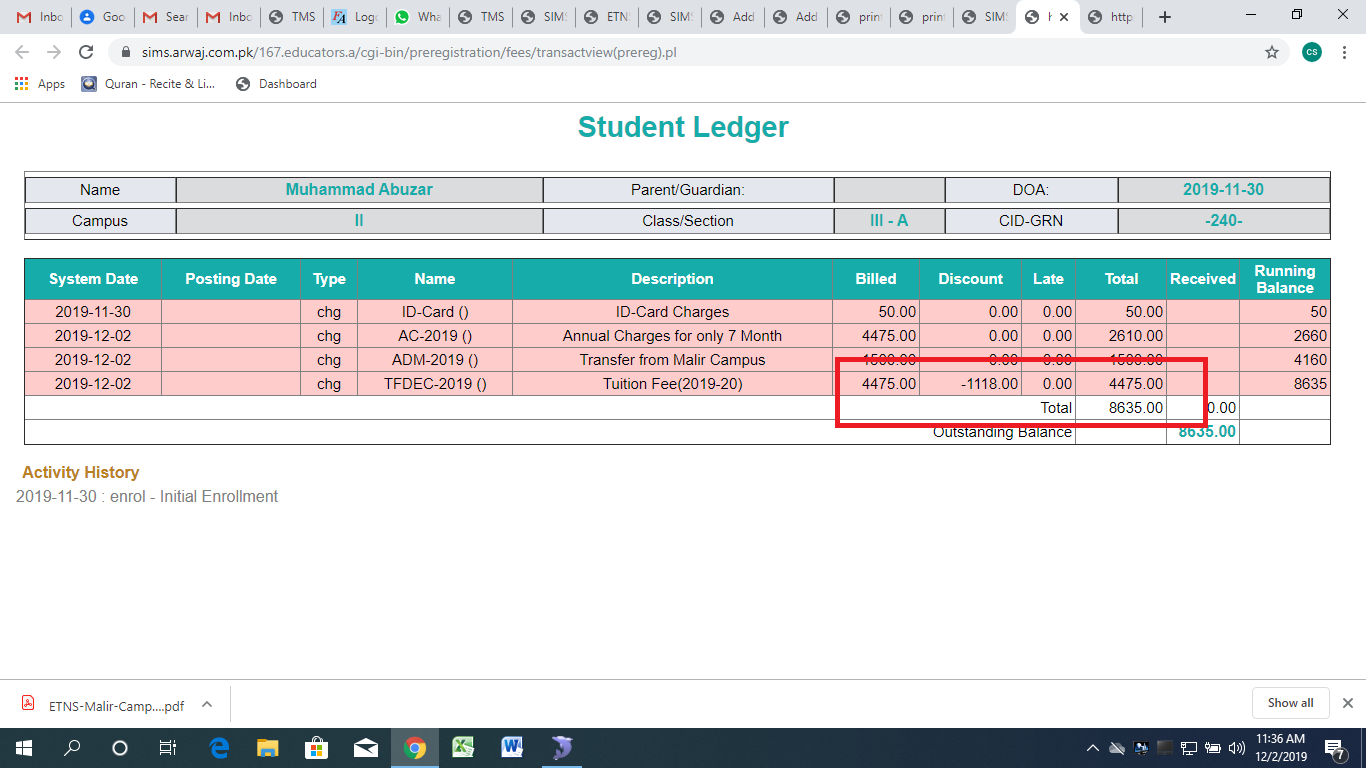 Inbo Goo Sear Inbo TMS Logo Wha TMS SIMS ETN SIMS Add Add print print SIMS h http
sims.arwaj.com.pk/167.educators.a/cgi-bin/preregistration/fees/transactview(prereg).pl CS
Apps Quran - Recite & Li... Dashboard
Student Ledger
Name Muhammad Abuzar Parent/Guardian: DOA: 2019-11-30
Campus II Class/Section III - A CID-GRN -240-
System Date Posting Date Type Name Description Billed Discount Late Total Received Running Balance
2019-11-30 chg ID-Card () ID-Card Charges 50.00 0.00 0.00 50.00 50
2019-12-02 chg AC-2019 () Annual Charges for only 7 Month 4475.00 0.00 0.00 2610.00 2660
2019-12-02 chg ADM-2019 () Transfer from Malir Campus 1500.00 0.00 0.00 1500.00 4160
2019-12-02 chg TFDEC-2019 () Tuition Fee(2019-20) 4475.00 -1118.00 0.00 4475.00 8635
Total 8635.00 0.00
Outstanding Balance 8635.00
Activity History
2019-11-30 : enrol - Initial Enrollment
ETNS-Malir-Camp....pdf Show all
11:36 AM
12/2/2019 7